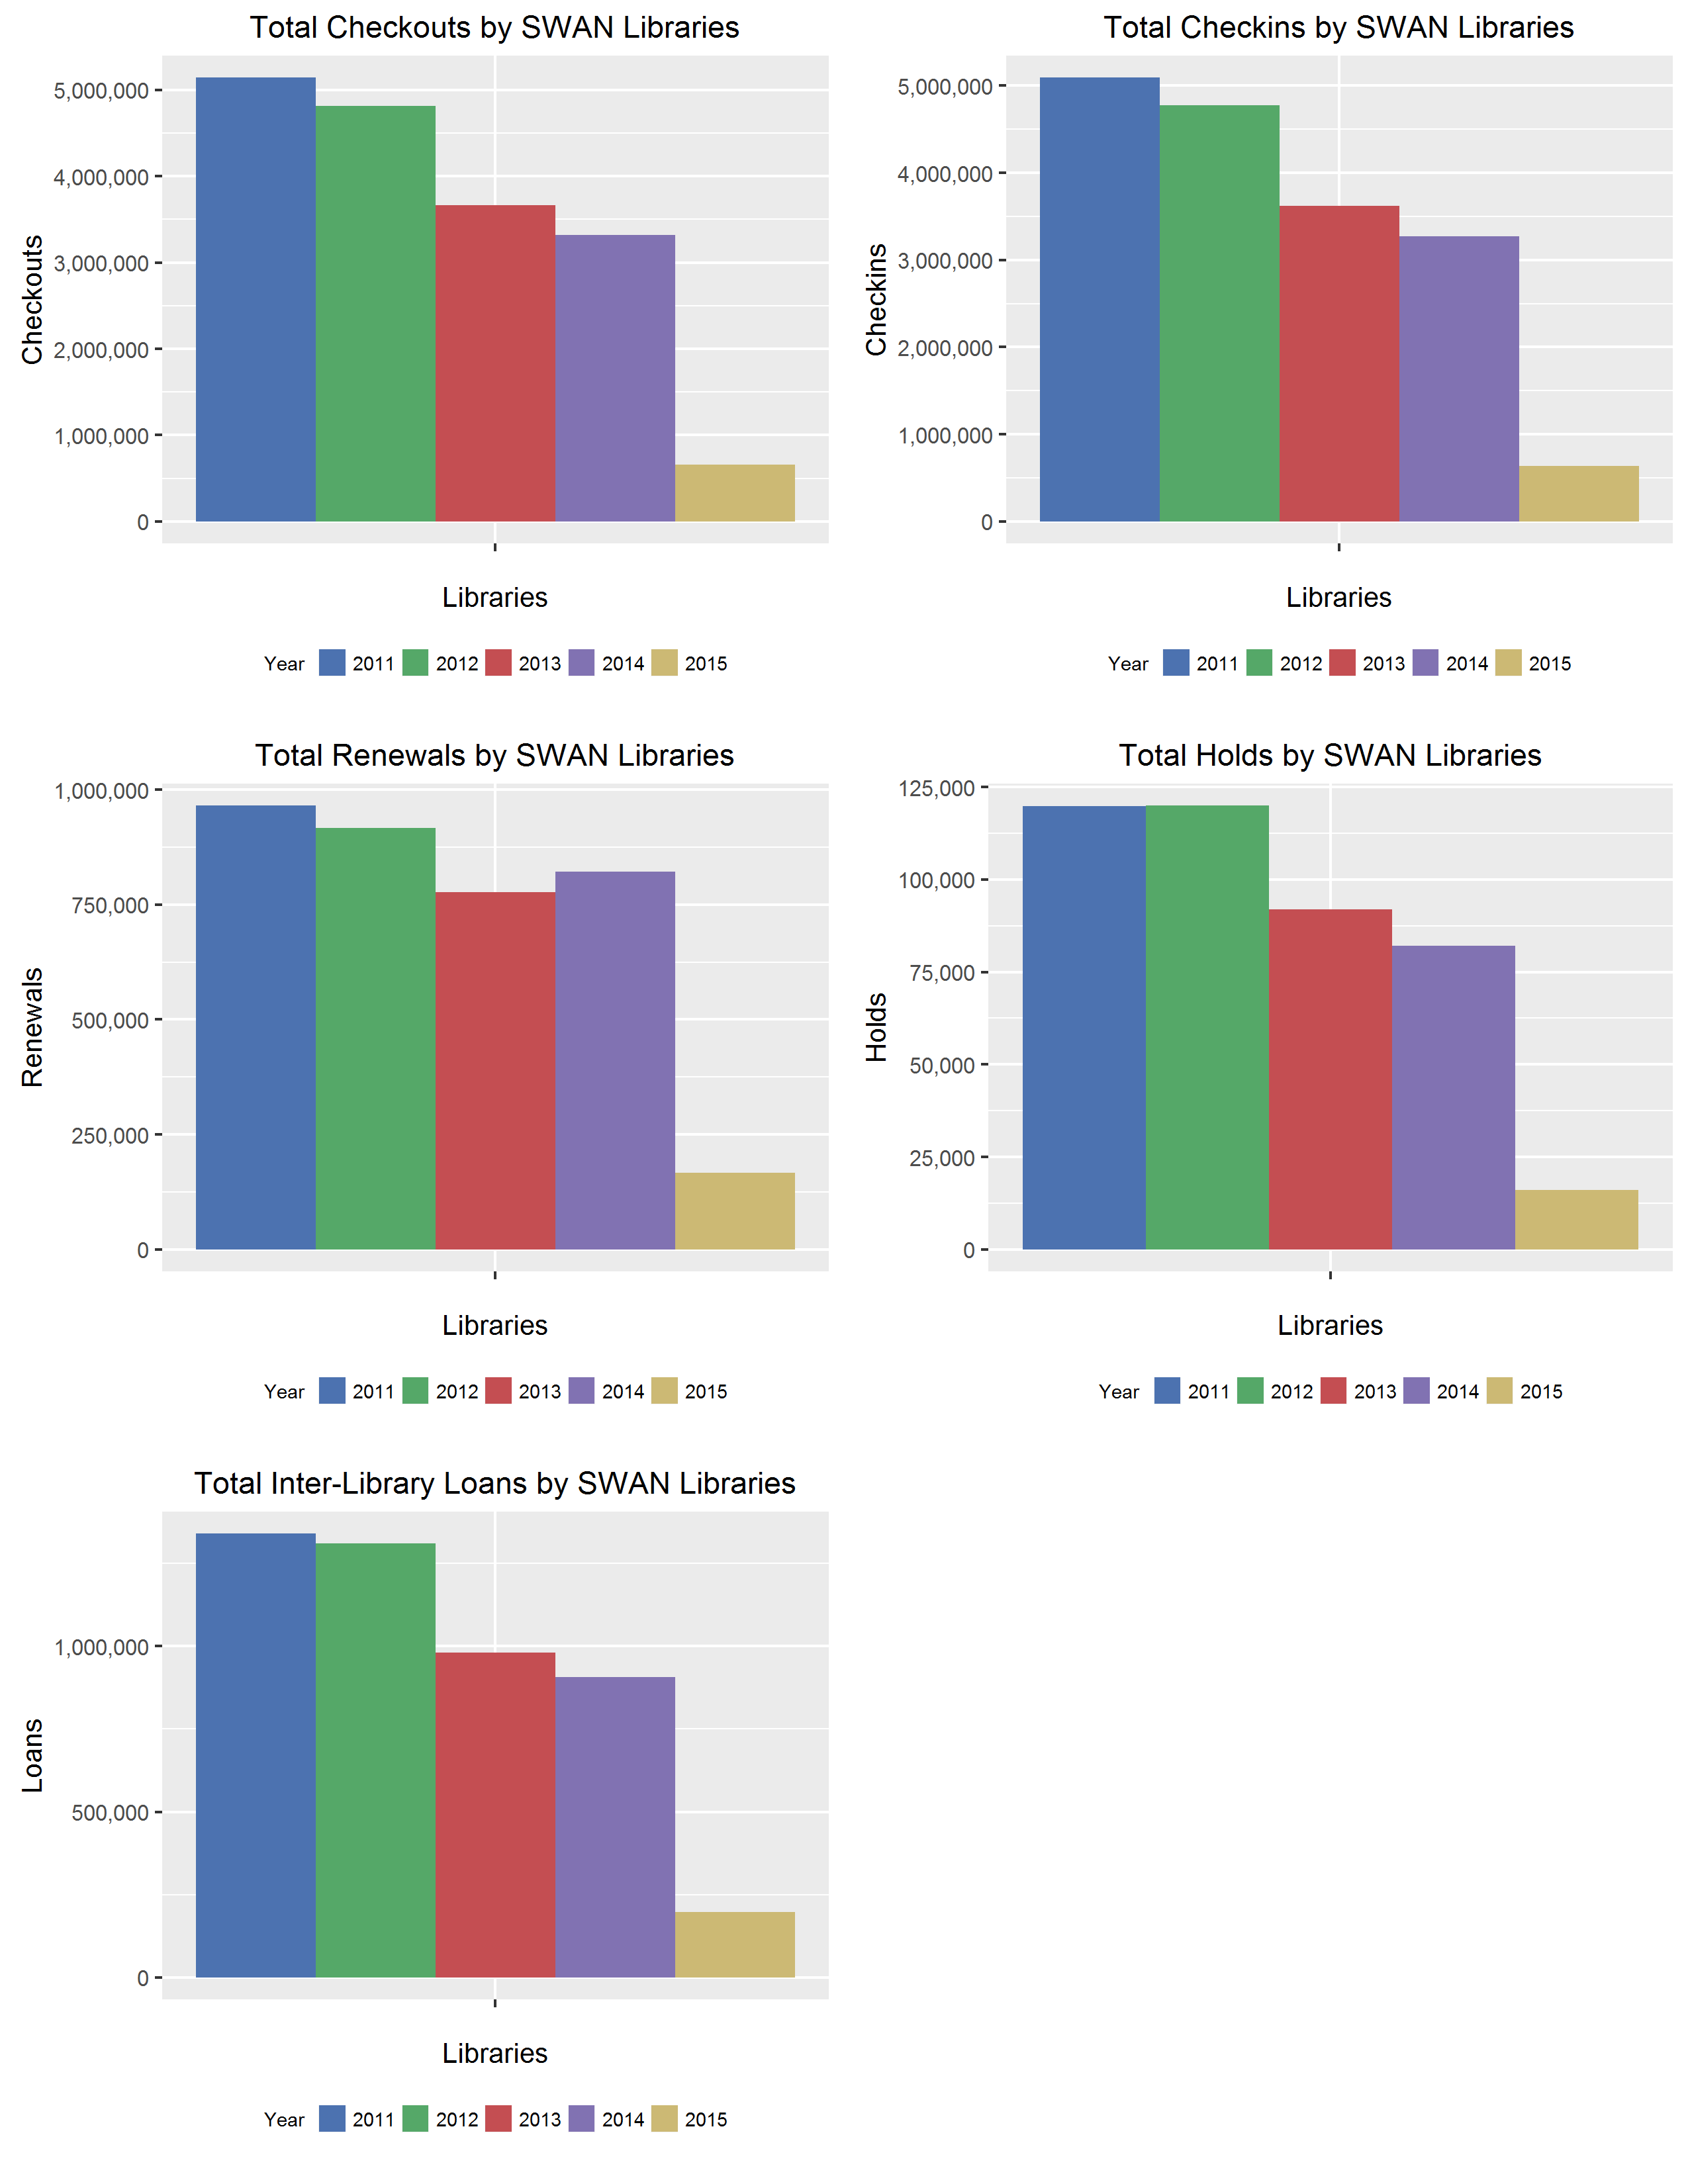 Total Checkouts by SWAN Libraries
5,000,000
4,000,000
3,000,000
2,000,000
1,000,000
0
Checkouts
Libraries
Year 2011 2012 2013 2014 2015
Total Checkins by SWAN Libraries
5,000,000
4,000,000
3,000,000
2,000,000
1,000,000
0
Checkins
Libraries
Year 2011 2012 2013 2014 2015
Total Renewals by SWAN Libraries
1,000,000
750,000
500,000
250,000
0
Renewals
Libraries
Year 2011 2012 2013 2014 2015
Total Holds by SWAN Libraries
125,000
100,000
75,000
50,000
25,000
0
Holds
Libraries
Year 2011 2012 2013 2014 2015
Total Inter-Library Loans by SWAN Libraries
1,000,000
500,000
0
Loans
Libraries
Year 2011 2012 2013 2014 2015